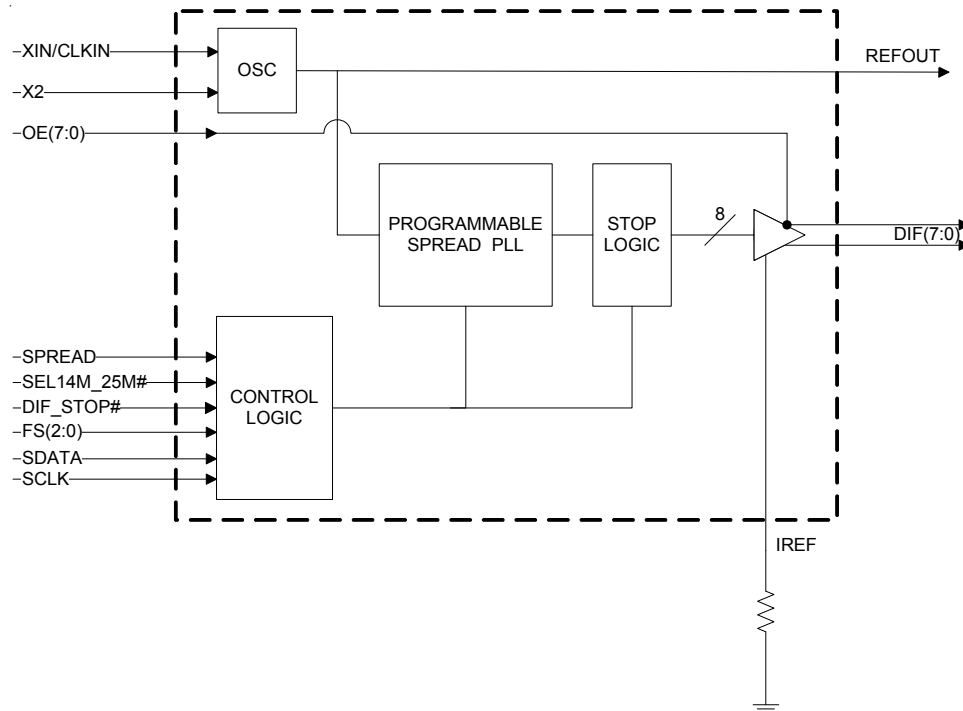 XIN/CLKIN
X2
OE(7:0)
OSC
REFOUT
PROGRAMMABLE
SPREAD PLL
STOP
LOGIC
8
DIF(7:0)
SPREAD
SEL14M_25M#
DIF_STOP#
FS(2:0)
SDATA
SCLK
CONTROL
LOGIC
IREF